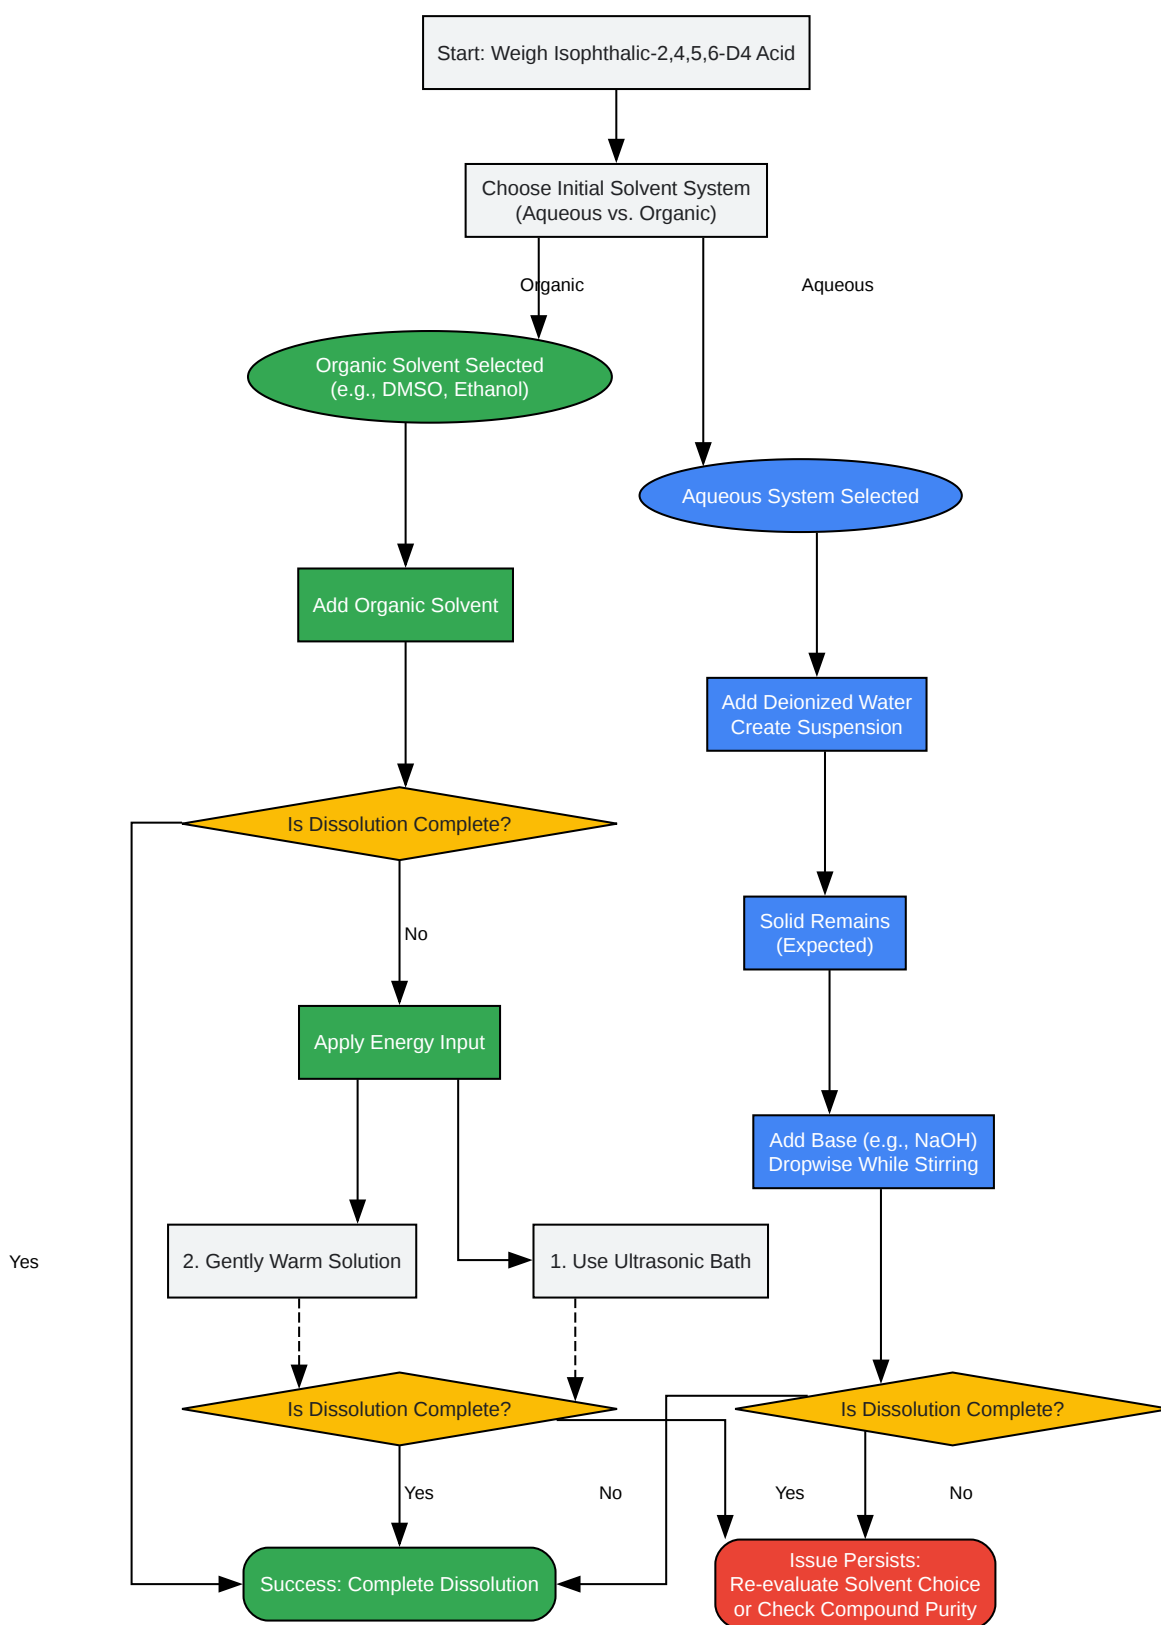 Start: Weigh Isophthalic-2,4,5,6-D4 Acid
Choose Initial Solvent System
(Aqueous vs. Organic)
Organic
Aqueous
Organic Solvent Selected
(e.g., DMSO, Ethanol)
Aqueous System Selected
Add Organic Solvent
Add Deionized Water
Create Suspension
Is Dissolution Complete?
Solid Remains
(Expected)
No
Apply Energy Input
Add Base (e.g., NaOH)
Dropwise While Stirring
Yes
2. Gently Warm Solution
1. Use Ultrasonic Bath
Is Dissolution Complete?
Is Dissolution Complete?
Yes
No
Yes
No
Success: Complete Dissolution
Issue Persists:
Re-evaluate Solvent Choice
or Check Compound Purity